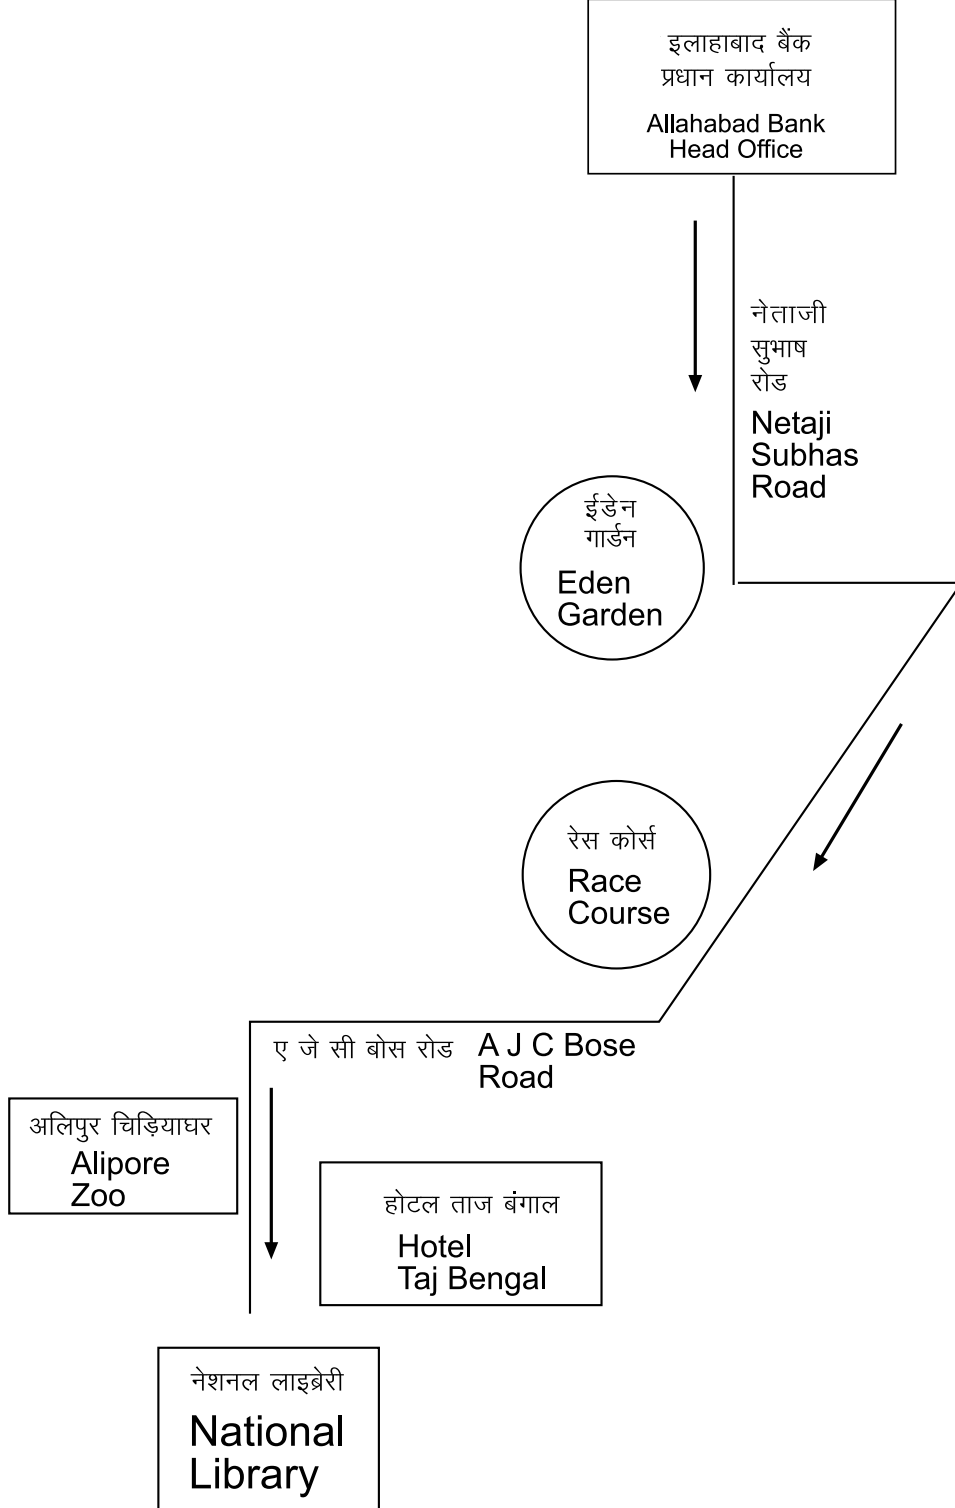 इलाहाबाद बैंक
प्रधान कार्यालय
Allahabad Bank
Head Office
नेताजी
सुभाष
रोड
Netaji
Subhas
Road
ईडेन
गार्डन
Eden
Garden
रेस कोर्स
Race
Course
ए जे सी बोस रोड A J C Bose
Road
अलिपुर चिड़ियाघर
Alipore
Zoo
होटल ताज बंगाल
Hotel
Taj Bengal
नेशनल लाइब्रेरी
National
Library